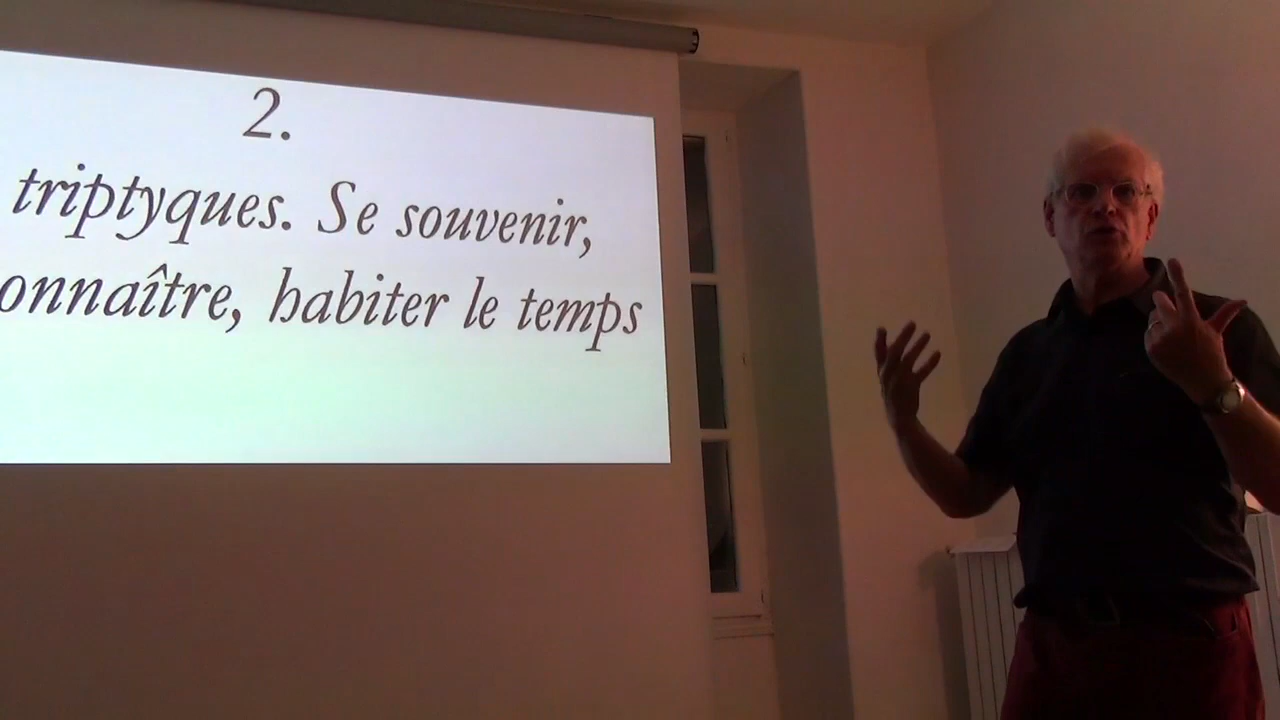 2.
triptyques. Se souvenir,
onnaître, habiter le temps